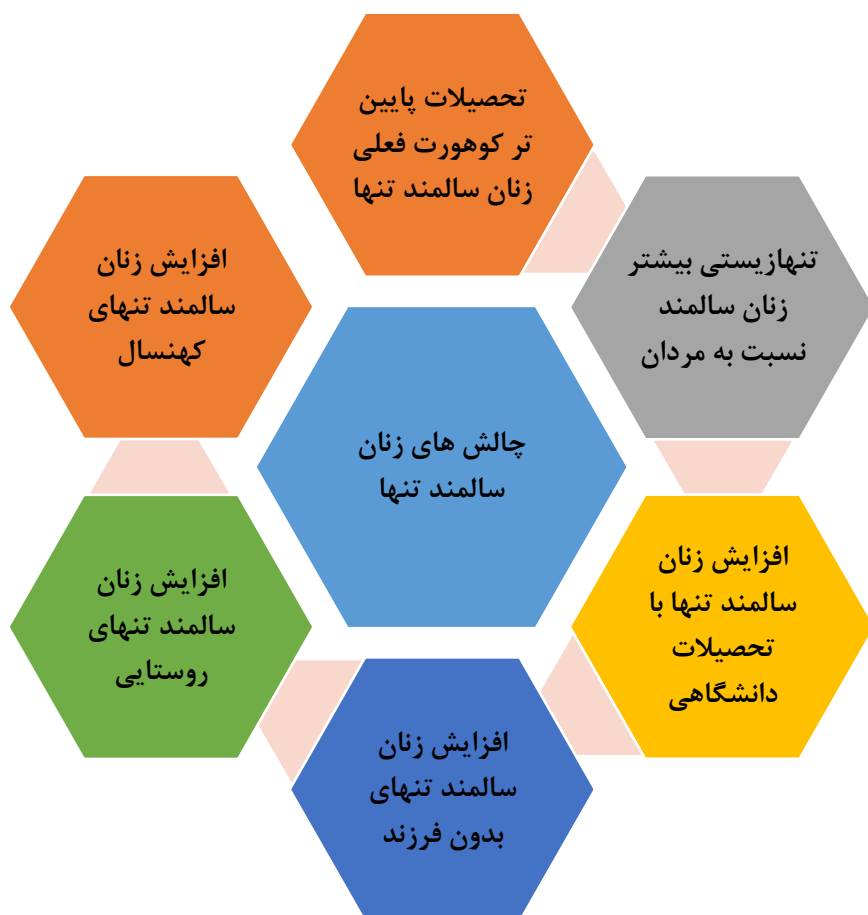 تحصیلات پایین
تر کوهورت فعلی
زنان سالمند تنها
تنهازیستی بیشتر
زنان سالمند
نسبت به مردان
افزایش زنان
سالمند تنهای
کهنسال
چالش های زنان
سالمند تنها
افزایش زنان
سالمند تنها با
تحصیلات
دانشگاهی
افزایش زنان
سالمند تنهای
روستایی
افزایش زنان
سالمند تنهای
بدون فرزند